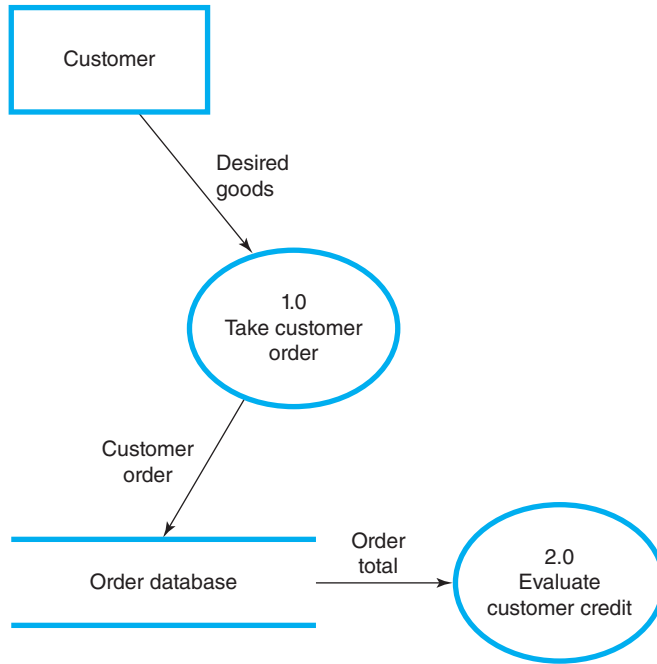 Customer
Desired
goods
1.0
Take customer
order
Customer
order
Order database
Order
total
2.0
Evaluate
customer credit